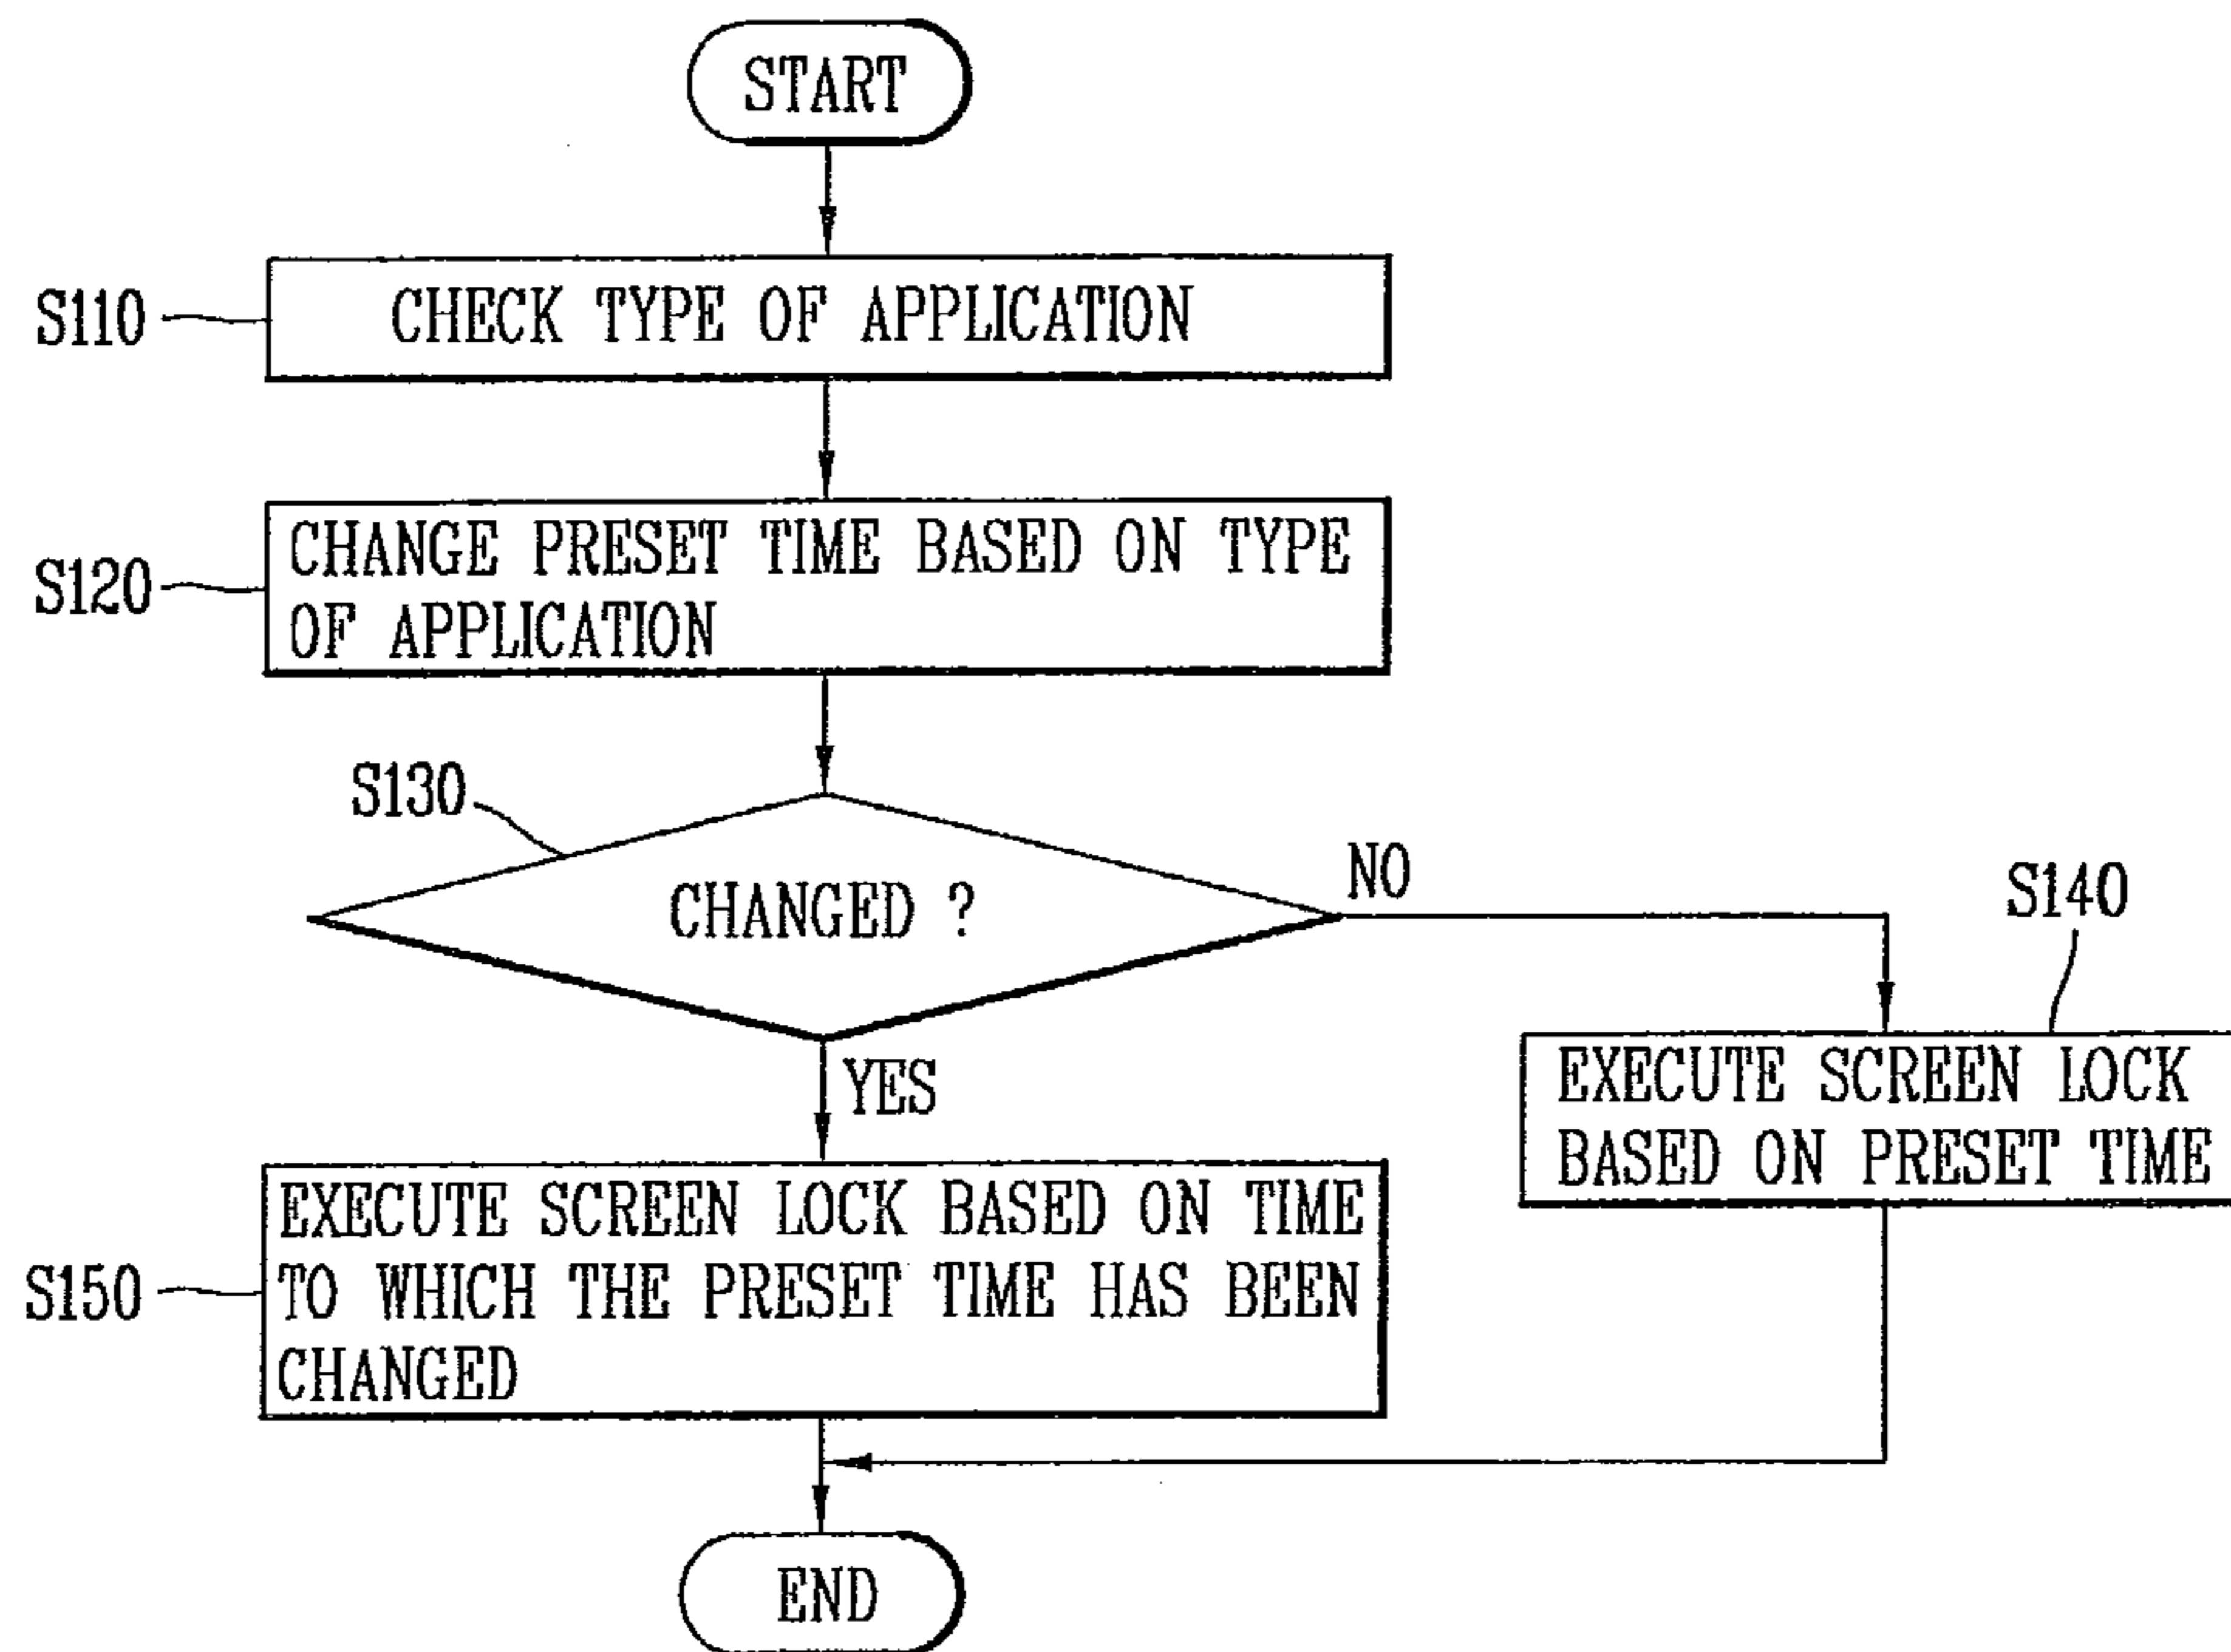 START
S110
CHECK TYPE OF APPLICATION
S120
CHANGE PRESET TIME BASED ON TYPE
OF APPLICATION
S130
CHANGED ?
NO
S140
YES
EXECUTE SCREEN LOCK
BASED ON PRESET TIME
S150
EXECUTE SCREEN LOCK BASED ON TIME
TO WHICH THE PRESET TIME HAS BEEN
CHANGED
END